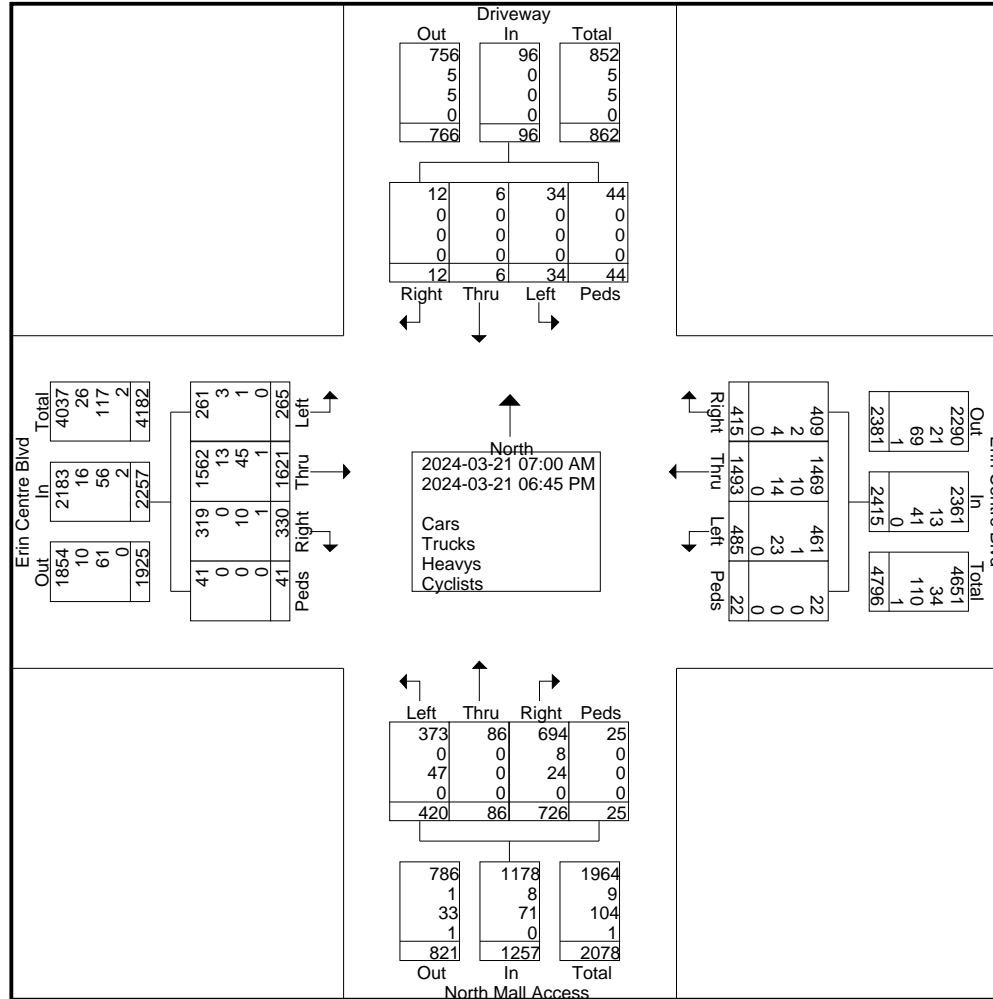 Driveway
Out In Total
756 96 852
5 0 5
5 0 5
0 0 0
766 96 862
12 6 34 44
0 0 0 0
0 0 0 0
0 0 0 0
12 6 34 44
Right Thru Left Peds
Erin Centre Blvd
Total
4037 26 117 2 4182
In
2183 16 56 2 2257
Out
1854 10 61 0 1925
261 3 1 0 265 Left
1562 13 45 1 1621 Thru
319 0 10 1 330 Right
41 0 0 0 41 Peds
North
2024-03-21 07:00 AM
2024-03-21 06:45 PM
Cars
Trucks
Heavys
Cyclists
Right 409 2 4 0 415
Thru 1469 10 14 0 1493
Left 461 1 23 0 485
Peds 22 0 0 0 22
Out
2290 21 69 1 2381
In
2361 13 41 0 2415
Total
4651 34 110 1 4796
Left Thru Right Peds
373 86 694 25
0 0 8 0
47 0 24 0
0 0 0 0
420 86 726 25
786 1178 1964
1 8 9
33 71 104
1 0 1
821 1257 2078
Out In Total
North Mall Access